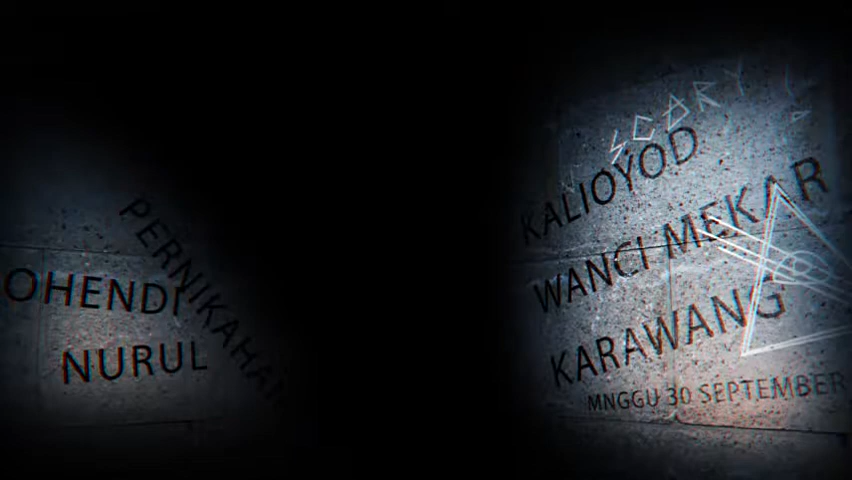 PERNIKAHAN
OHENDI
NURUL
SCARY
KALIOYOD
WANCI MEKAR
KARAWANG
MNGGU 30 SEPTEMBER